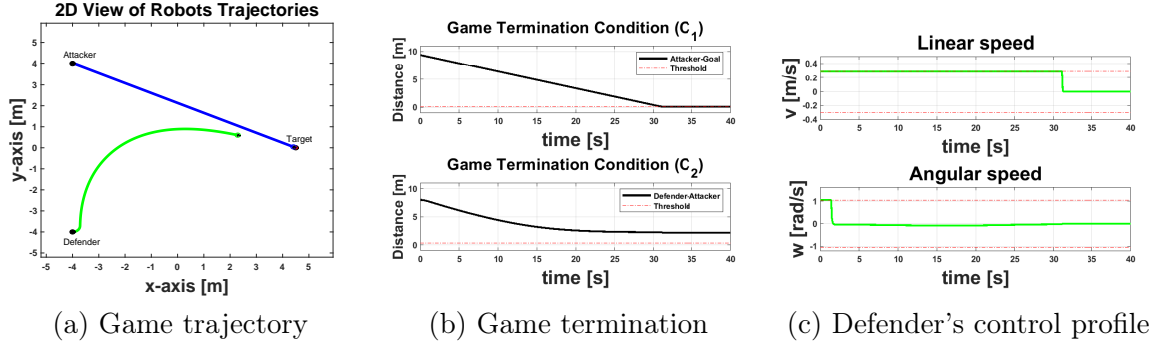 2D View of Robots Trajectories
Attacker
Target
Defender
y-axis [m]
5
4
3
2
1
0
-1
-2
-3
-4
-5
-5 -4 -3 -2 -1 0 1 2 3 4 5
x-axis [m]
(a) Game trajectory
Game Termination Condition (C1)
Distance [m]
10
5
0
Attacker-Goal
Threshold
0 5 10 15 20 25 30 35 40
time [s]
Game Termination Condition (C2)
Distance [m]
10
5
0
Defender-Attacker
Threshold
0 5 10 15 20 25 30 35 40
time [s]
(b) Game termination
Linear speed
v [m/s]
0.4
0.2
0
-0.2
-0.4
0 5 10 15 20 25 30 35 40
time [s]
Angular speed
w [rad/s]
1
0
-1
0 5 10 15 20 25 30 35 40
time [s]
(c) Defender's control profile